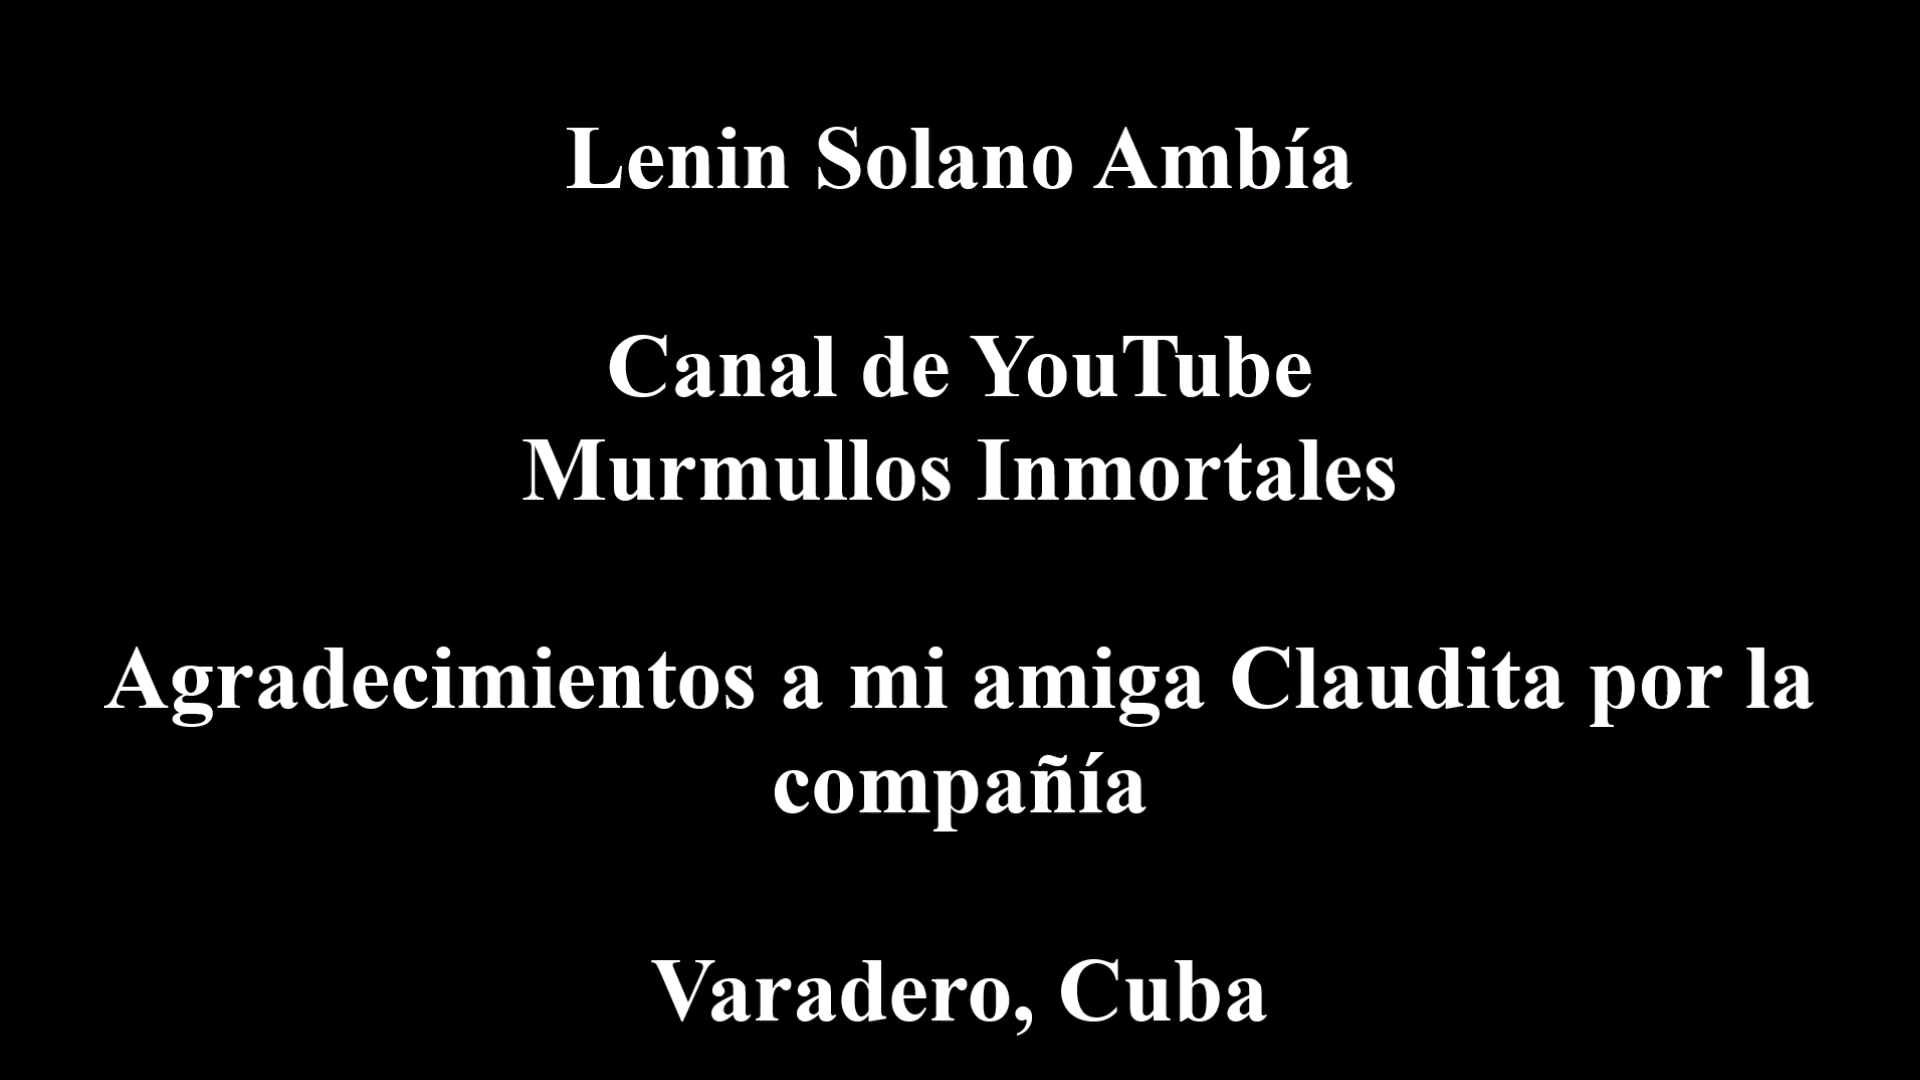 Lenin Solano Ambía
Canal de YouTube
Murmullos Inmortales
Agradecimientos a mi amiga Claudita por la
compañía
Varadero, Cuba